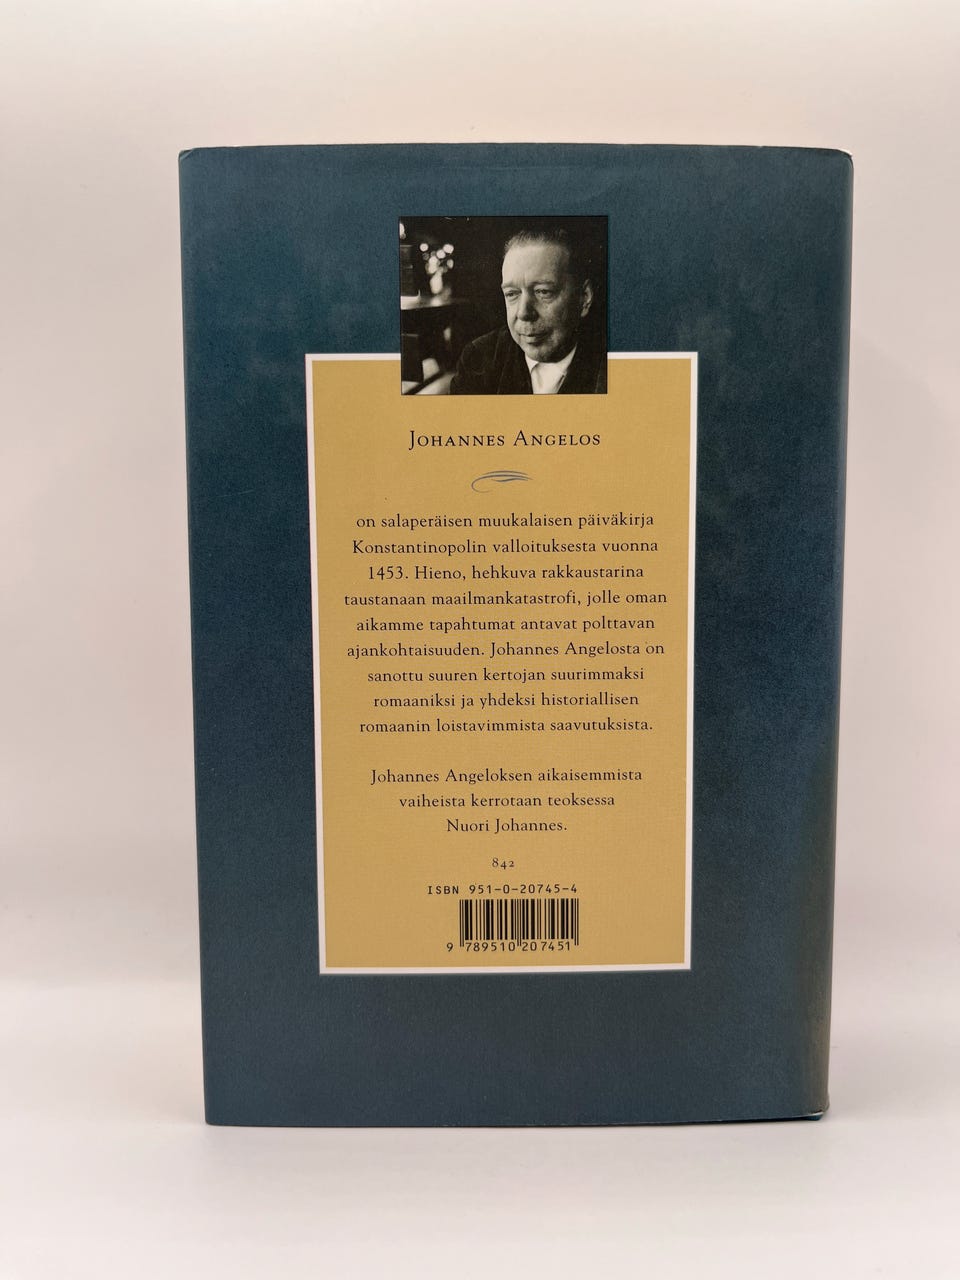 Johannes Angelos
on salaperäisen muukalaisen päiväkirja
Konstantinopolin valloituksesta vuonna
1453. Hieno, hehkuva rakkaustarina
taustanaan maailmankatastrofi, jolle oman
aikamme tapahtumat antavat polttavan
ajankohtaisuuden. Johannes Angelosta on
sanottu suuren kertojan suurimmaksi
romaaniksi ja yhdeksi historiallisen
romaanin loistavimmista saavutuksista.
Johannes Angeloksen aikaisemmista
vaiheista kerrotaan teoksessa
Nuori Johannes.
842
ISBN 951-0-20745-4
9 789510 207451